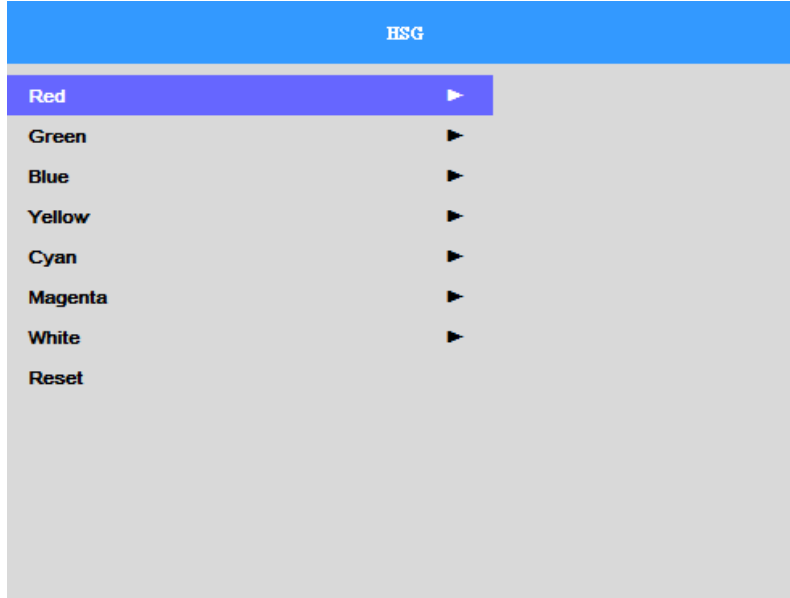 HSG
Red
Green
Blue
Yellow
Cyan
Magenta
White
Reset